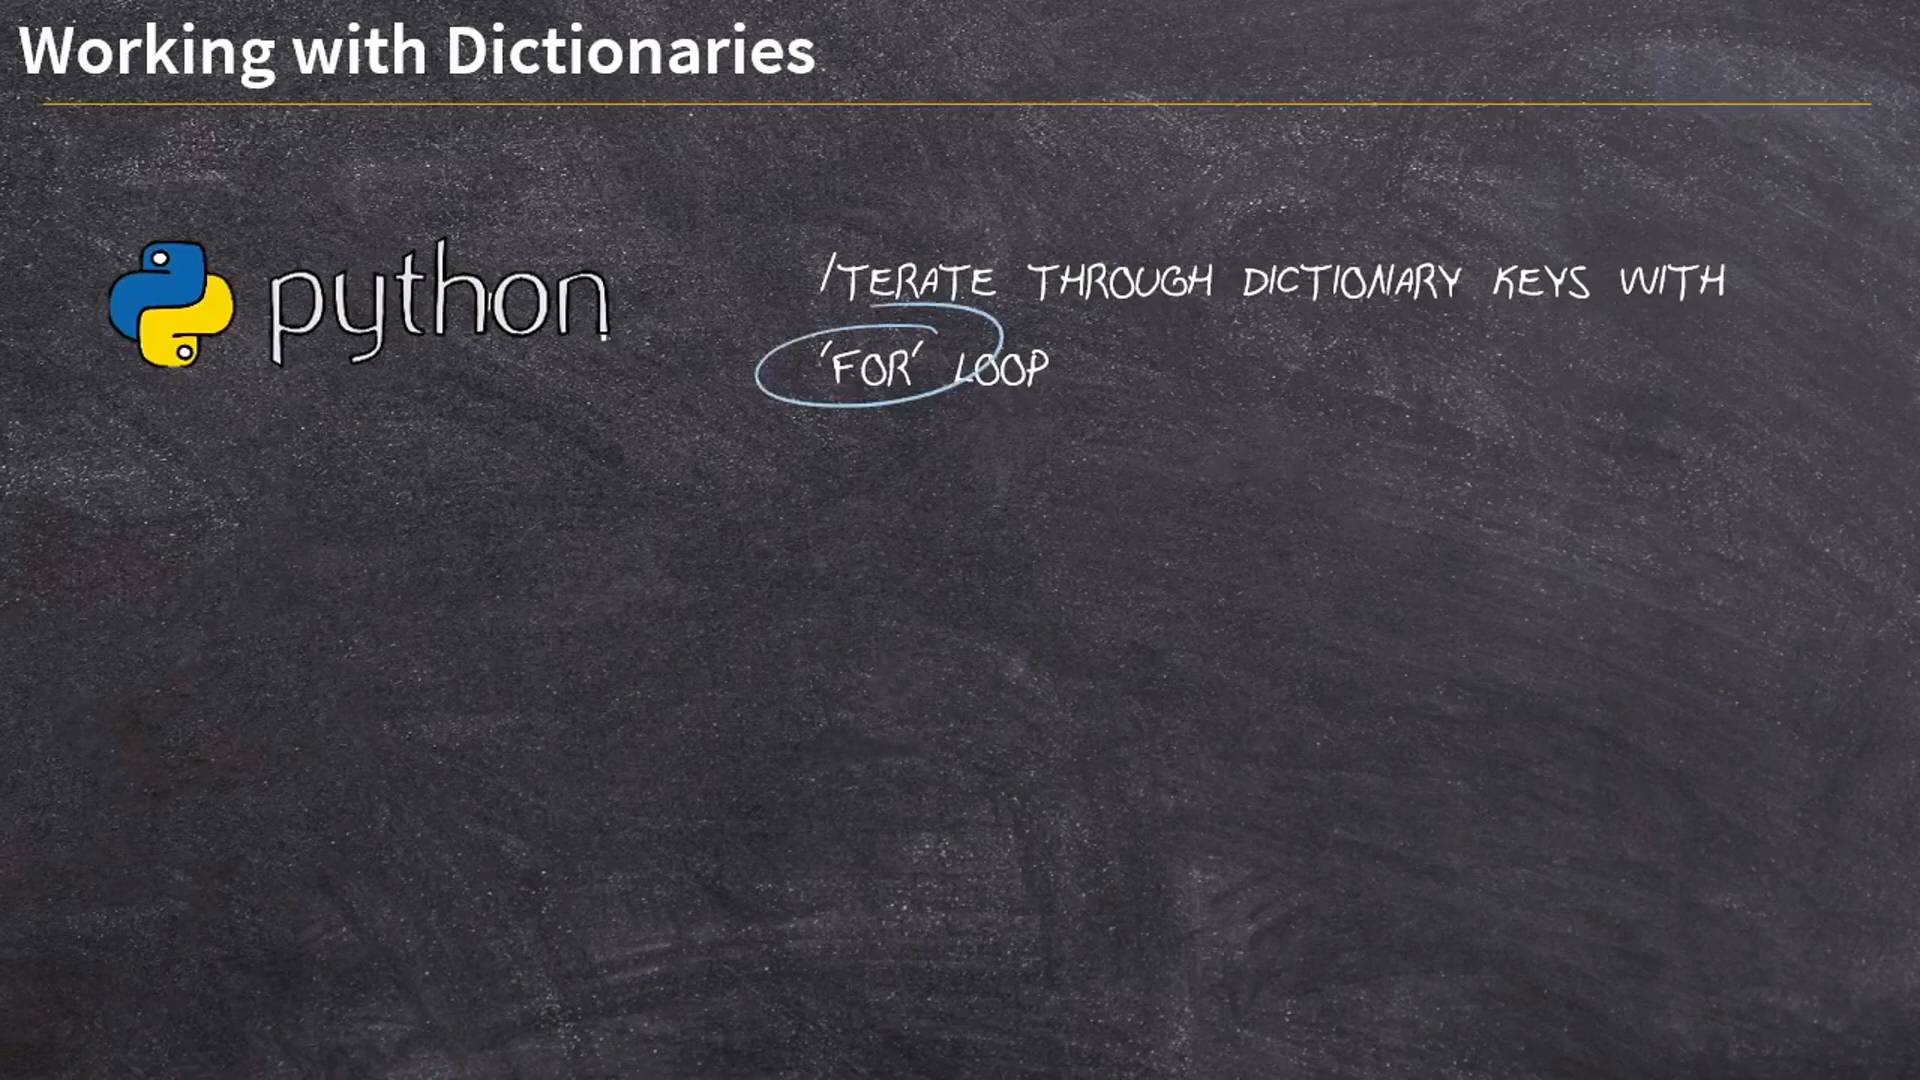 Working with Dictionaries
python
ITERATE THROUGH DICTIONARY KEYS WITH
'FOR' LOOP